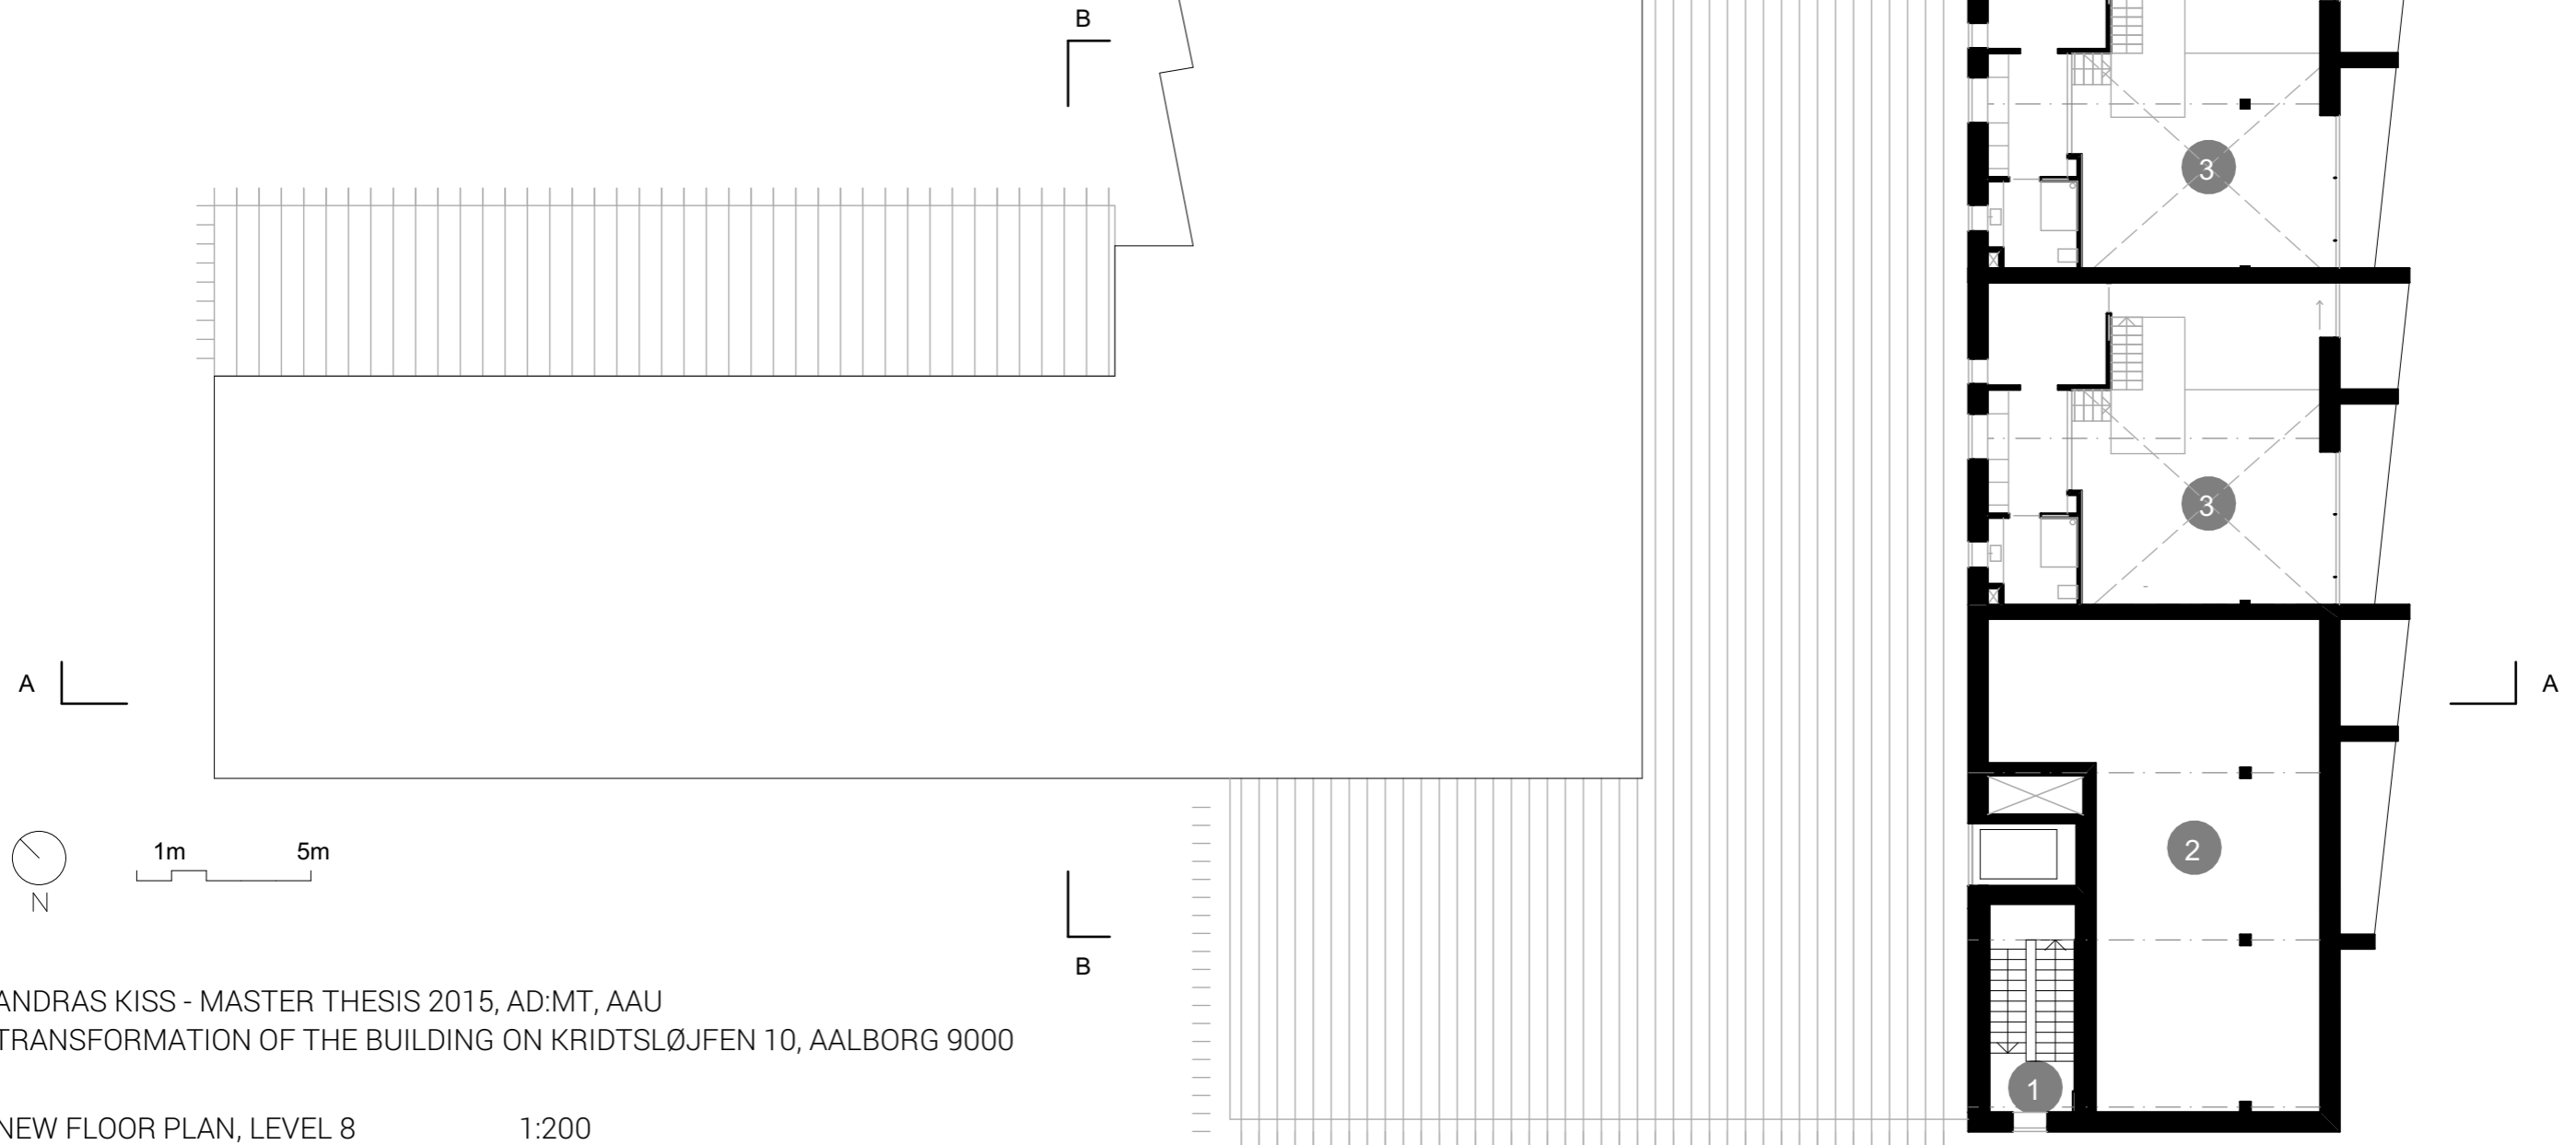 B
3
3
A
A
2
1m 5m
N
B
ANDRAS KISS - MASTER THESIS 2015, AD:MT, AAU
TRANSFORMATION OF THE BUILDING ON KRIDTSLØJFEN 10, AALBORG 9000
1
NEW FLOOR PLAN, LEVEL 8 1:200